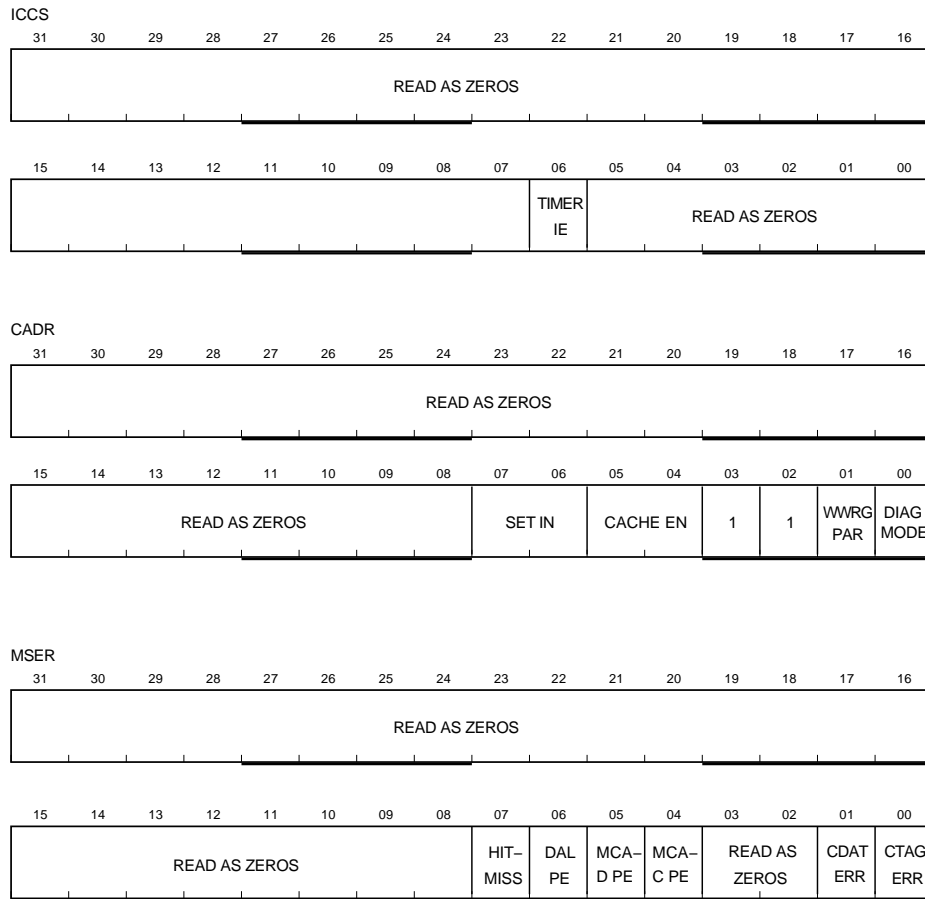 ICCS
31 30 29 28 27 26 25 24 23 22 21 20 19 18 17 16
READ AS ZEROS
15 14 13 12 11 10 09 08 07 06 05 04 03 02 01 00
TIMER
IE
READ AS ZEROS
CADR
31 30 29 28 27 26 25 24 23 22 21 20 19 18 17 16
READ AS ZEROS
15 14 13 12 11 10 09 08 07 06 05 04 03 02 01 00
READ AS ZEROS
SET IN
CACHE EN
1
1
WWRG
PAR
DIAG
MODE
MSER
31 30 29 28 27 26 25 24 23 22 21 20 19 18 17 16
READ AS ZEROS
15 14 13 12 11 10 09 08 07 06 05 04 03 02 01 00
READ AS ZEROS
HIT–
MISS
DAL
PE
MCA–
D PE
MCA–
C PE
READ AS
ZEROS
CDAT
ERR
CTAG
ERR